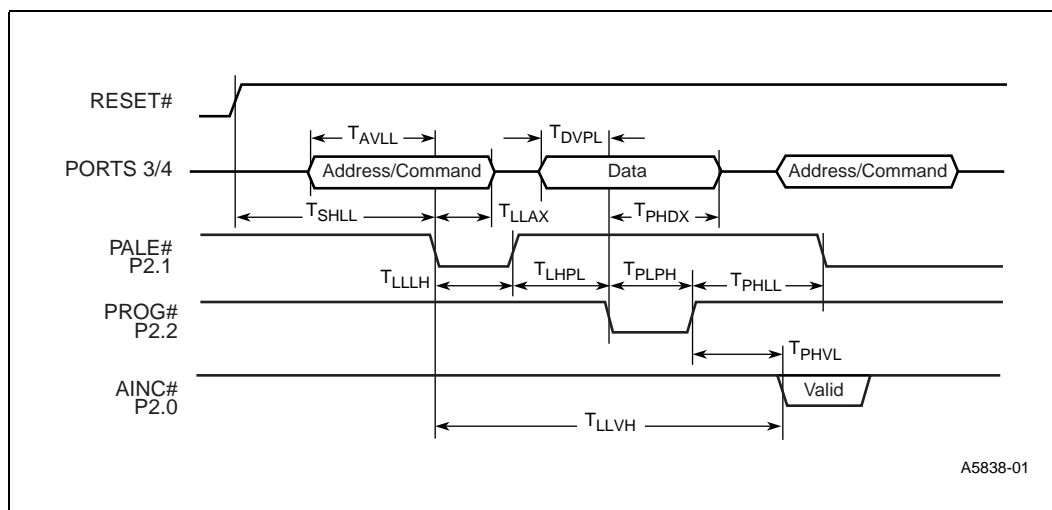 RESET#
T_AVLL
T_DVPL
PORTS 3/4
Address/Command
Data
Address/Command
T_SHLL
T_LLAX
T_PHDX
PALE#
P2.1
T_LLLH
T_LHPL
T_PLPH
T_PHLL
PROG#
P2.2
T_PHVL
AINC#
P2.0
Valid
T_LLVH
A5838-01